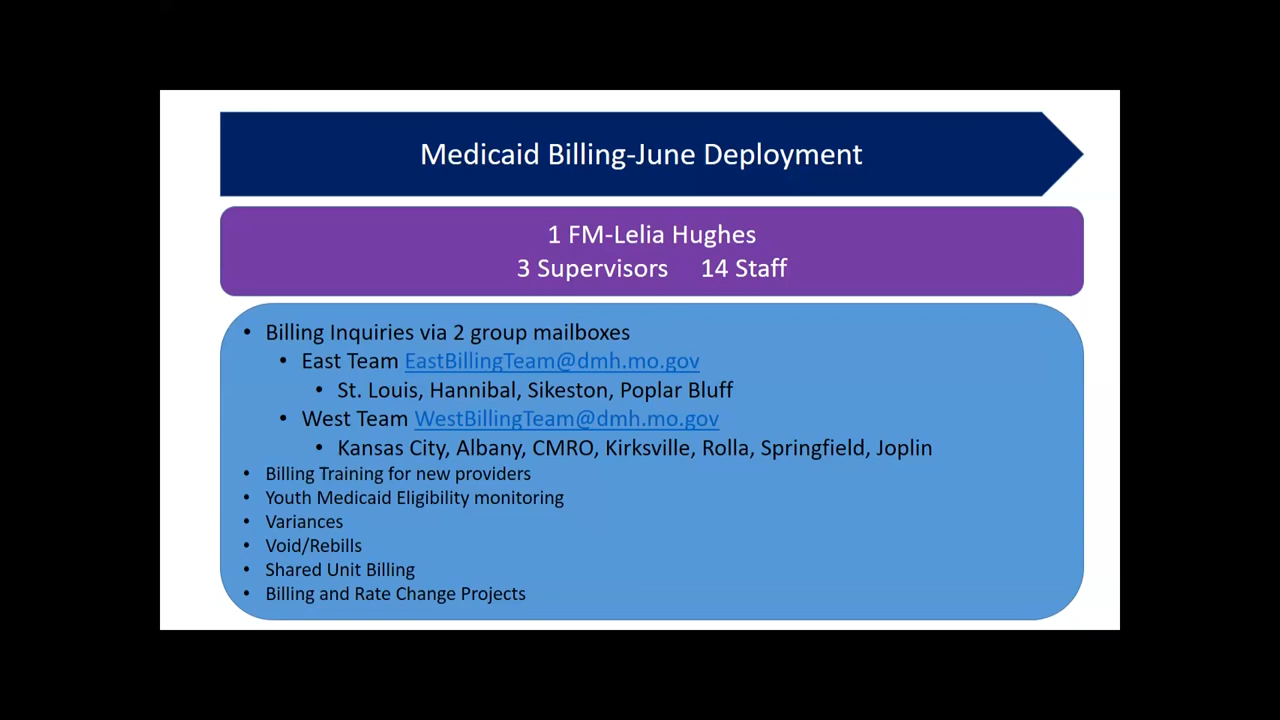 Medicaid Billing-June Deployment
1 FM-Lelia Hughes
3 Supervisors 14 Staff
• Billing Inquiries via 2 group mailboxes
• East Team EastBillingTeam@dmh.mo.gov
• St. Louis, Hannibal, Sikeston, Poplar Bluff
• West Team WestBillingTeam@dmh.mo.gov
• Kansas City, Albany, CMRO, Kirksville, Rolla, Springfield, Joplin
• Billing Training for new providers
• Youth Medicaid Eligibility monitoring
• Variances
• Void/Rebills
• Shared Unit Billing
• Billing and Rate Change Projects